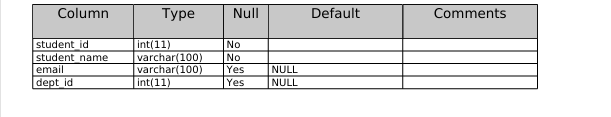 Column Type Null Default Comments
student_id int(11) No
student_name varchar(100) No
email varchar(100) Yes NULL
dept_id int(11) Yes NULL